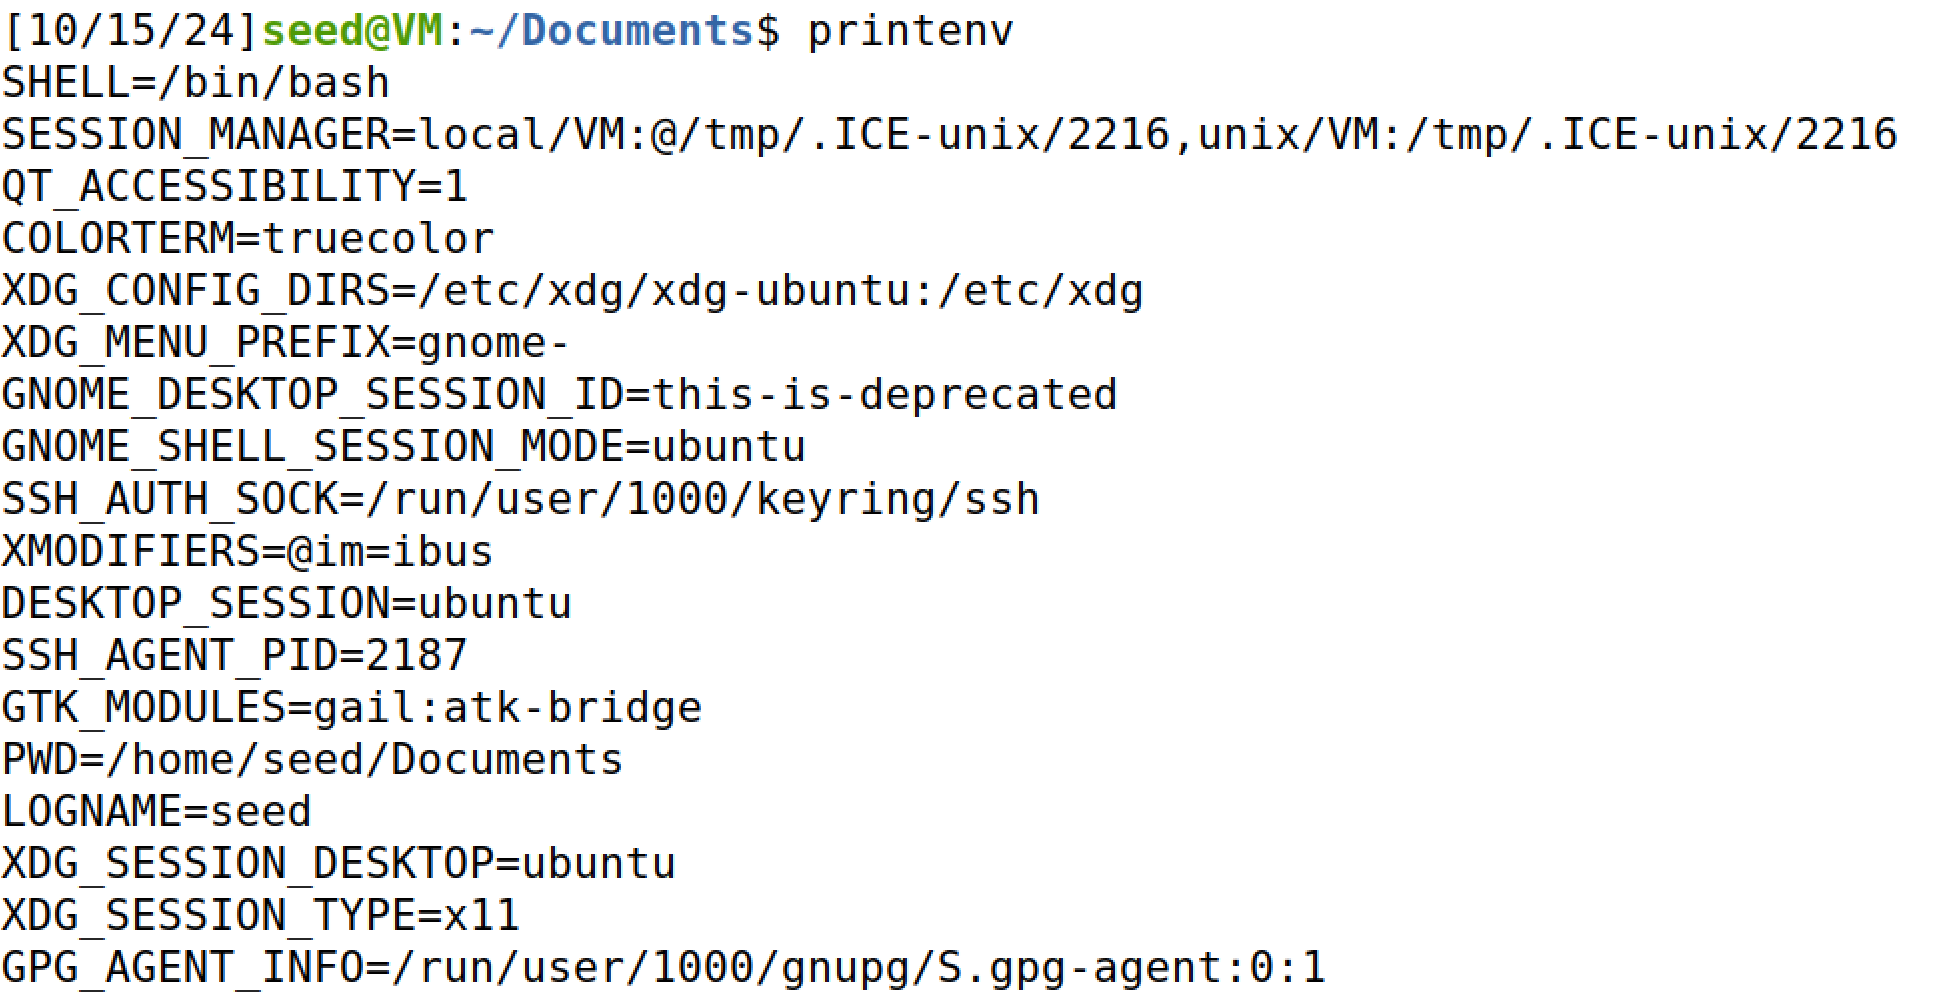 [10/15/24]seed@VM:~/Documents$ printenv
SHELL=/bin/bash
SESSION_MANAGER=local/VM:@/tmp/.ICE-unix/2216,unix/VM:/tmp/.ICE-unix/2216
QT_ACCESSIBILITY=1
COLORTERM=truecolor
XDG_CONFIG_DIRS=/etc/xdg/xdg-ubuntu:/etc/xdg
XDG_MENU_PREFIX=gnome-
GNOME_DESKTOP_SESSION_ID=this-is-deprecated
GNOME_SHELL_SESSION_MODE=ubuntu
SSH_AUTH_SOCK=/run/user/1000/keyring/ssh
XMODIFIERS=@im=ibus
DESKTOP_SESSION=ubuntu
SSH_AGENT_PID=2187
GTK_MODULES=gail:atk-bridge
PWD=/home/seed/Documents
LOGNAME=seed
XDG_SESSION_DESKTOP=ubuntu
XDG_SESSION_TYPE=x11
GPG_AGENT_INFO=/run/user/1000/gnupg/S.gpg-agent:0:1